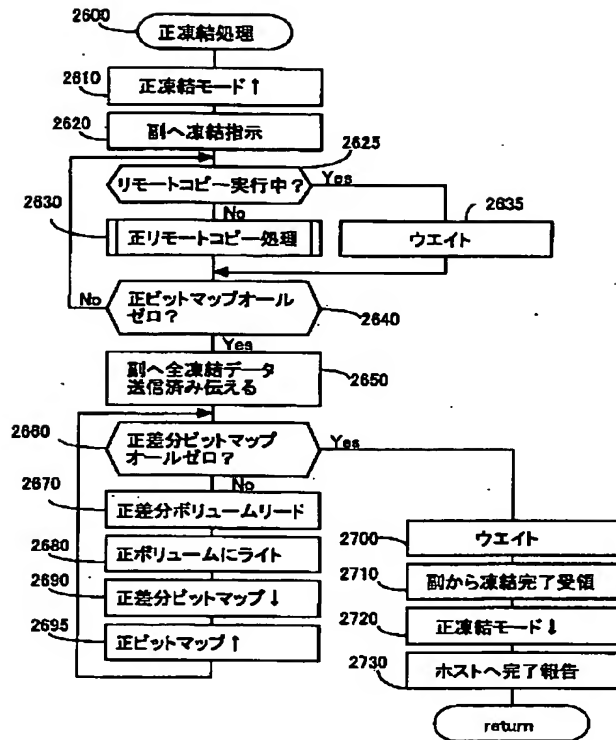 2600
正凍結処理
2610
正凍結モード↑
2620
副へ凍結指示
2625
リモートコピー実行中?
Yes
No
2630
正リモートコピー処理
2635
ウエイト
No
正ビットマップオール
ゼロ?
2640
Yes
副へ全凍結データ
送信済み伝える
2650
2660
正差分ビットマップ
オールゼロ?
Yes
No
2670
正差分ボリュームリード
2680
正ボリュームにライト
2690
正差分ビットマップ↓
2695
正ビットマップ↑
2700
ウエイト
2710
副から凍結完了受領
2720
正凍結モード↓
2730
ホストへ完了報告
return